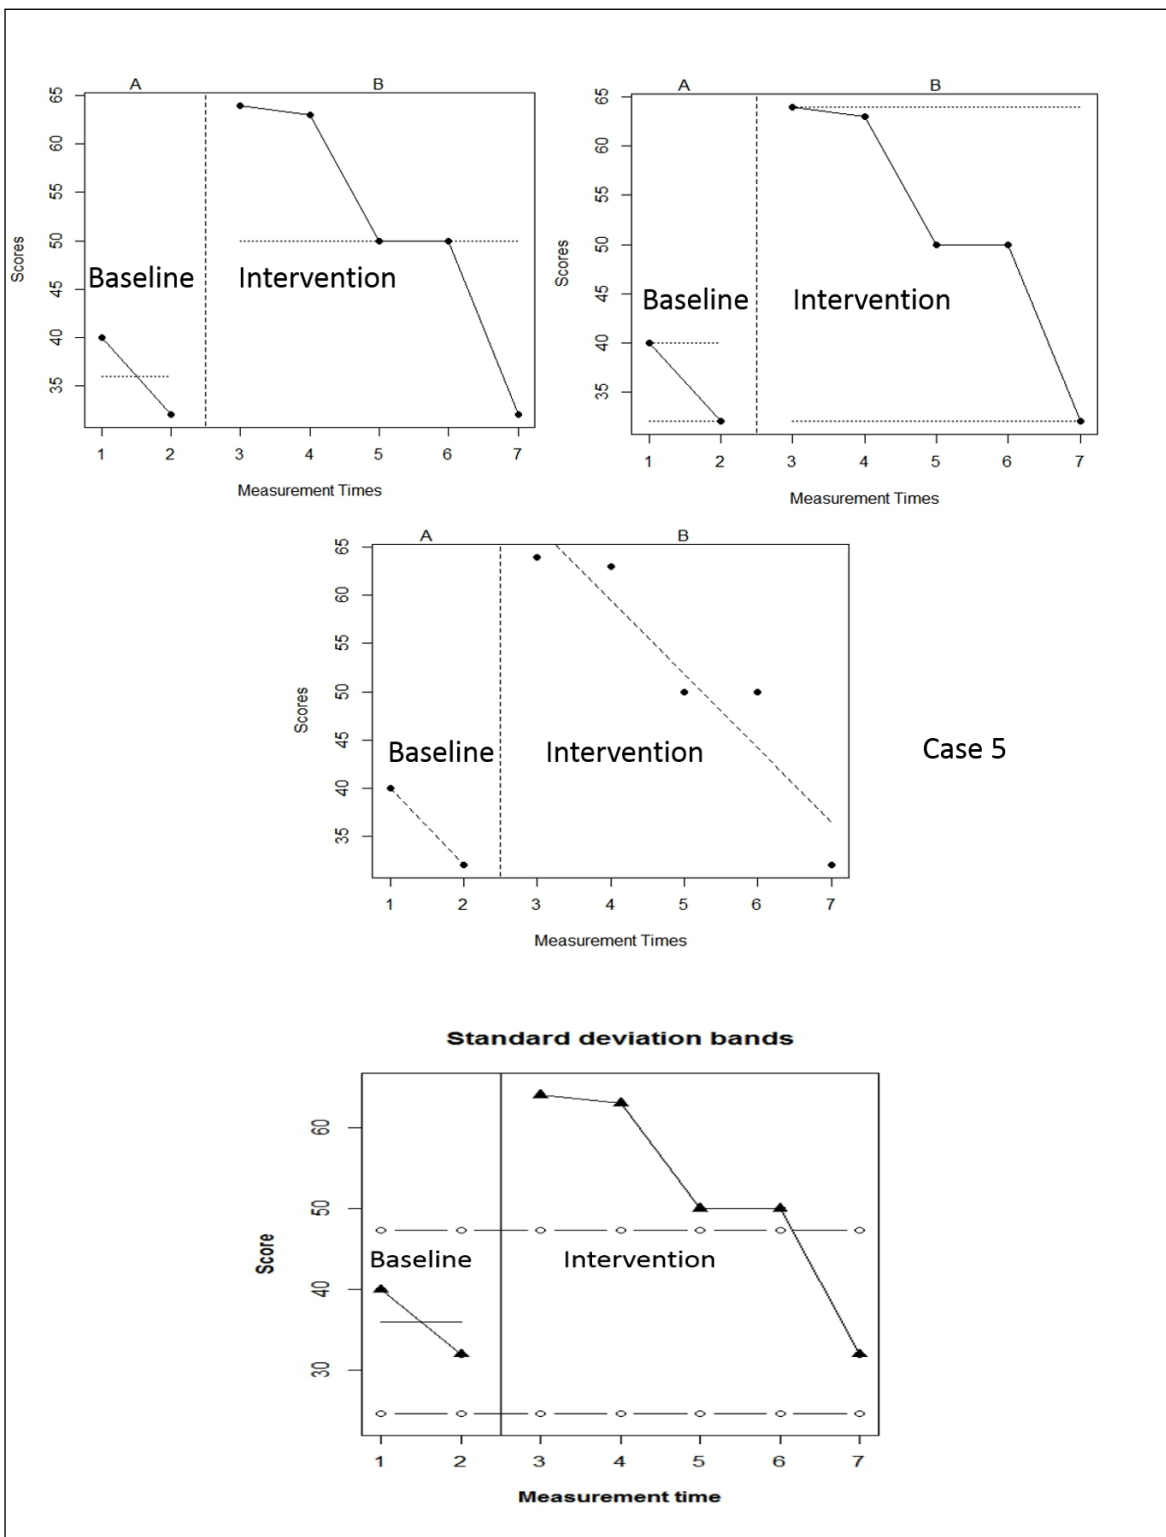 A B
65
60
55
50
45
40
35
Scores
Baseline Intervention
1 2 3 4 5 6 7
Measurement Times
A B
65
60
55
50
45
40
35
Scores
Baseline Intervention
1 2 3 4 5 6 7
Measurement Times
A B
65
60
55
50
45
40
35
Scores
Baseline Intervention
1 2 3 4 5 6 7
Measurement Times
Case 5
Standard deviation bands
60
50
40
30
Score
Baseline Intervention
1 2 3 4 5 6 7
Measurement time